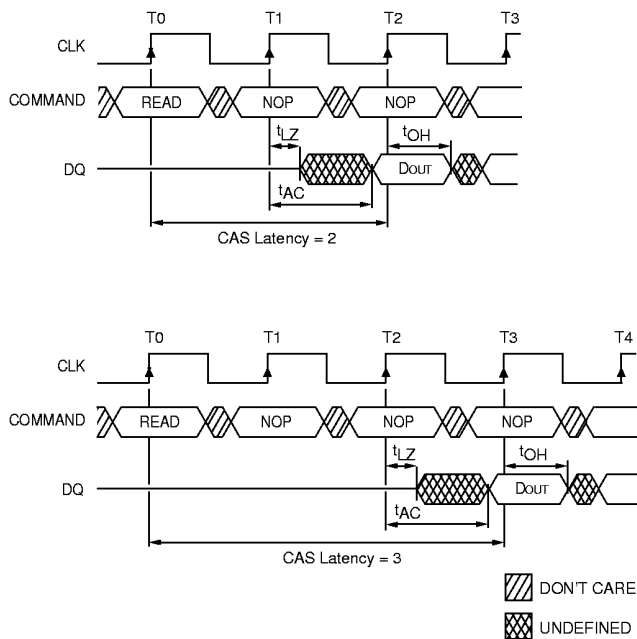 T0 T1 T2 T3
CLK
COMMAND READ NOP NOP
tLZ tOH
DQ DOUT
tAC
CAS Latency = 2
T0 T1 T2 T3 T4
CLK
COMMAND READ NOP NOP NOP
tLZ tOH
DQ DOUT
tAC
CAS Latency = 3
DON'T CARE
UNDEFINED